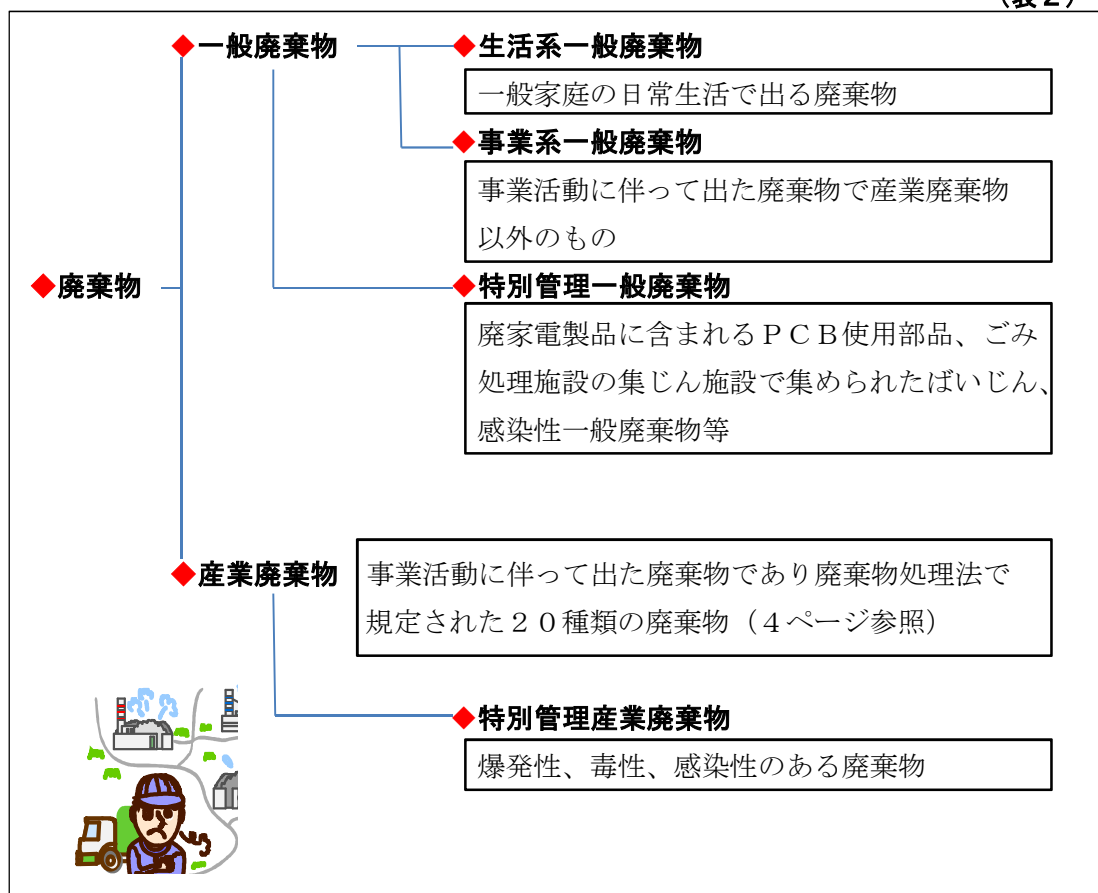 （表２）
◆一般廃棄物
◆生活系一般廃棄物
一般家庭の日常生活で出る廃棄物
◆事業系一般廃棄物
事業活動に伴って出た廃棄物で産業廃棄物
以外のもの
◆廃棄物
◆特別管理一般廃棄物
廃家電製品に含まれるＰＣＢ使用部品、ごみ
処理施設の集じん施設で集められたばいじん、
感染性一般廃棄物等
◆産業廃棄物
事業活動に伴って出た廃棄物であり廃棄物処理法で
規定された２０種類の廃棄物（４ページ参照）
◆特別管理産業廃棄物
爆発性、毒性、感染性のある廃棄物